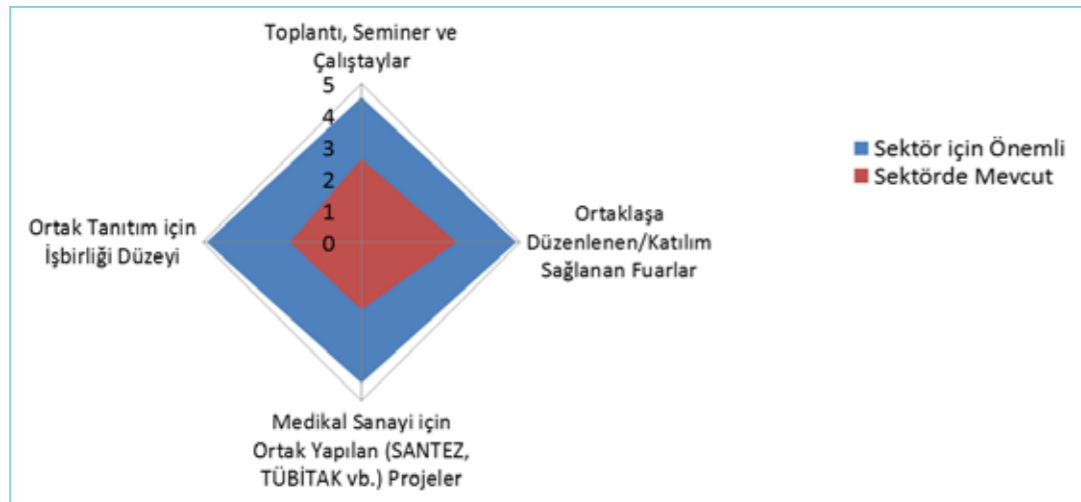 Toplantı, Seminer ve
Çalıştaylar
5
4
3
2
1
0
Ortak Tanıtım için
İşbirliği Düzeyi
Ortaklaşa
Düzenlenen/Katılım
Sağlanan Fuarlar
Medikal Sanayi için
Ortak Yapılan (SANTEZ,
TÜBİTAK vb.) Projeler
Sektör için Önemli
Sektörde Mevcut